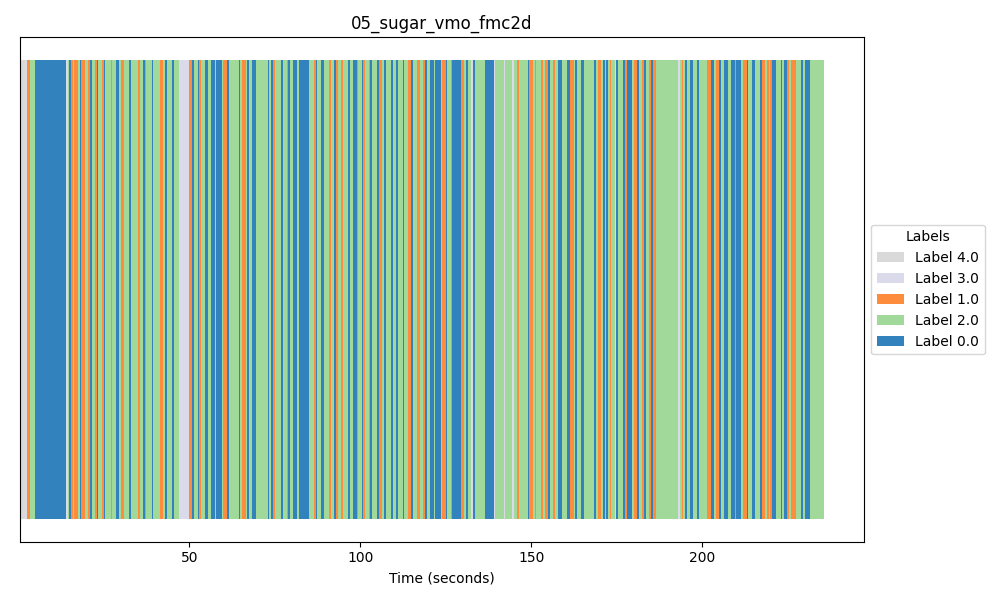 05_sugar_vmo_fmc2d
Labels
Label 4.0
Label 3.0
Label 1.0
Label 2.0
Label 0.0
50 100 150 200
Time (seconds)